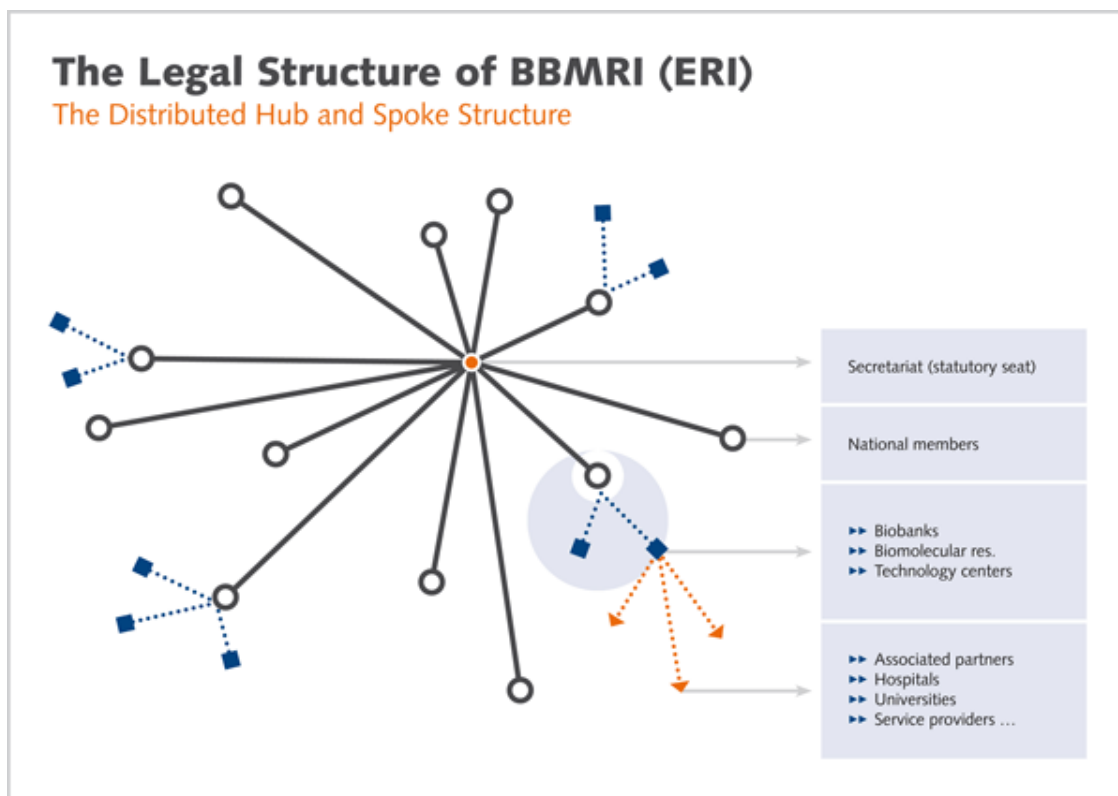 The Legal Structure of BBMRI (ERI)
The Distributed Hub and Spoke Structure
Secretariat (statutory seat)
National members
Biobanks
Biomolecular res.
Technology centers
Associated partners
Hospitals
Universities
Service providers ...